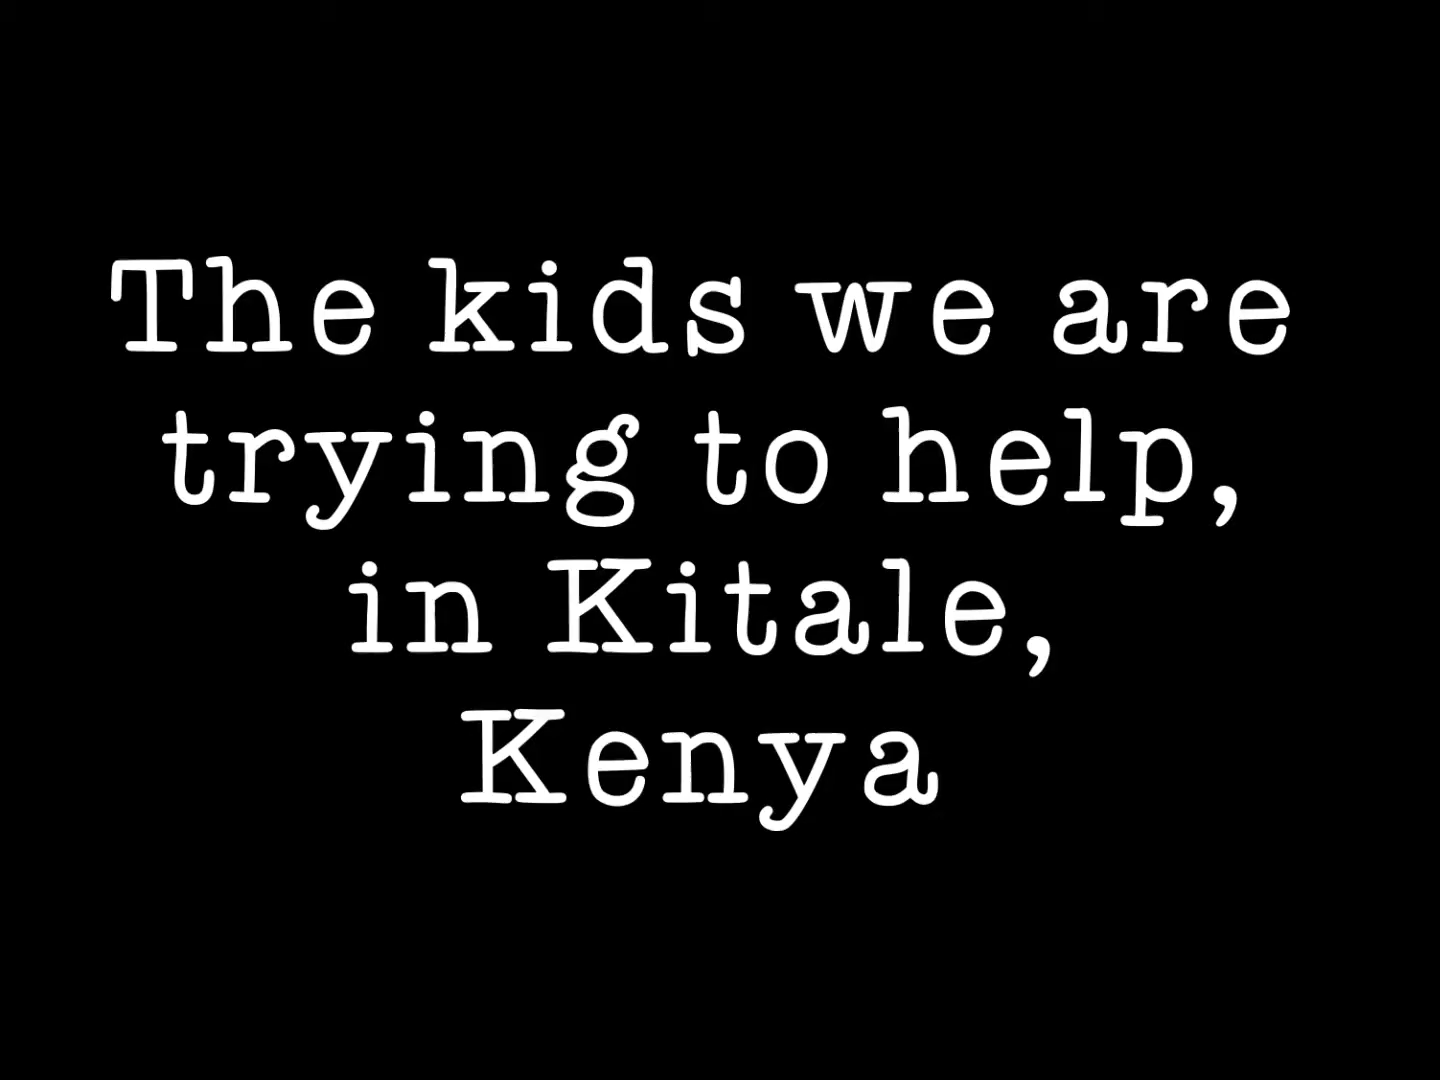 The kids we are
trying to help,
in Kitale,
Kenya